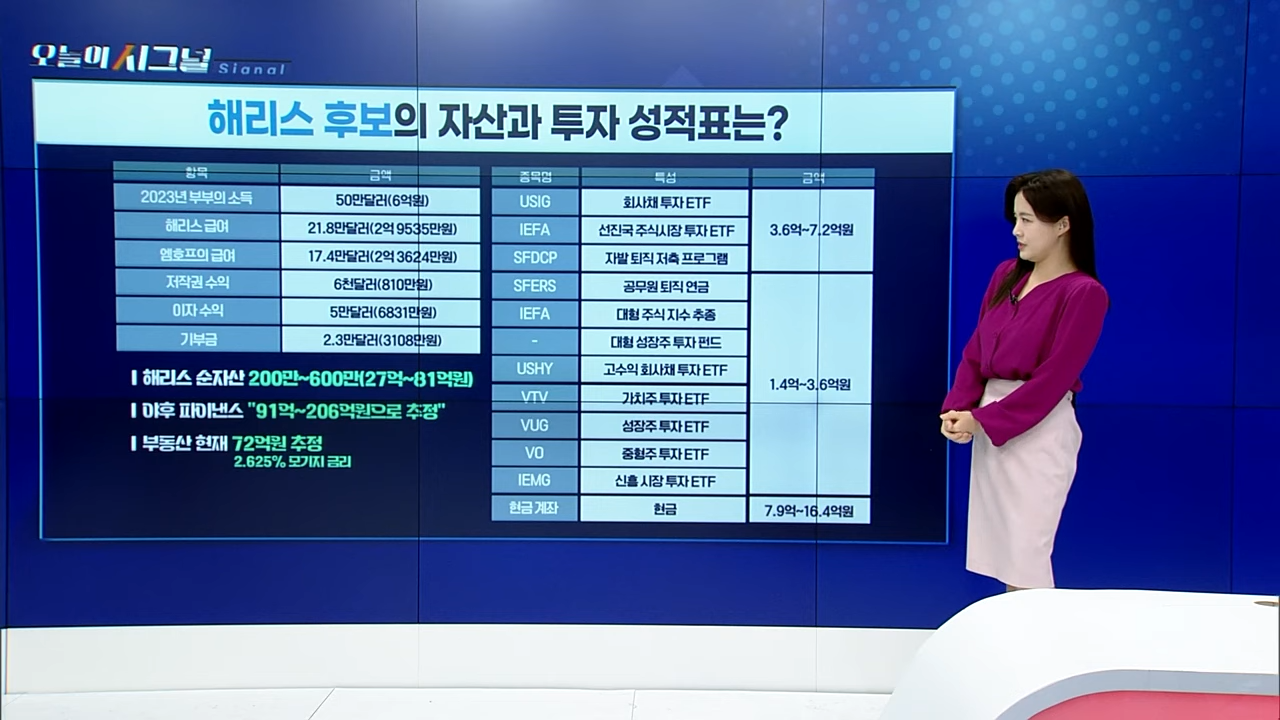 오늘의 시그널 Signal
해리스 후보의 자산과 투자 성적표는?
항목 금액
2023년 부부의 소득 50만달러(6억원)
해리스 급여 21.8만달러(2억 9535만원)
엠호프의 급여 17.4만달러(2억 3624만원)
저작권 수익 6천달러(810만원)
이자 수익 5만달러(6831만원)
기부금 2.3만달러(3108만원)
해리스 순자산 200만~600만(27억~81억원)
야후 파이낸스 "91억~206억원으로 추정"
부동산 현재 72억원 추정
2.625% 모기지 금리
종목명 특성 금액
USIG 회사채 투자 ETF
IEFA 선진국 주식시장 투자 ETF 3.6억~7.2억원
SFDCP 자발 퇴직 저축 프로그램
SFERS 공무원 퇴직 연금
IEFA 대형 주식 지수 추종
- 대형 성장주 투자 펀드
USHY 고수익 회사채 투자 ETF
1.4억~3.6억원
VTV 가치주 투자 ETF
VUG 성장주 투자 ETF
VO 중형주 투자 ETF
IEMG 신흥 시장 투자 ETF
현금 계좌 현금 7.9억~16.4억원